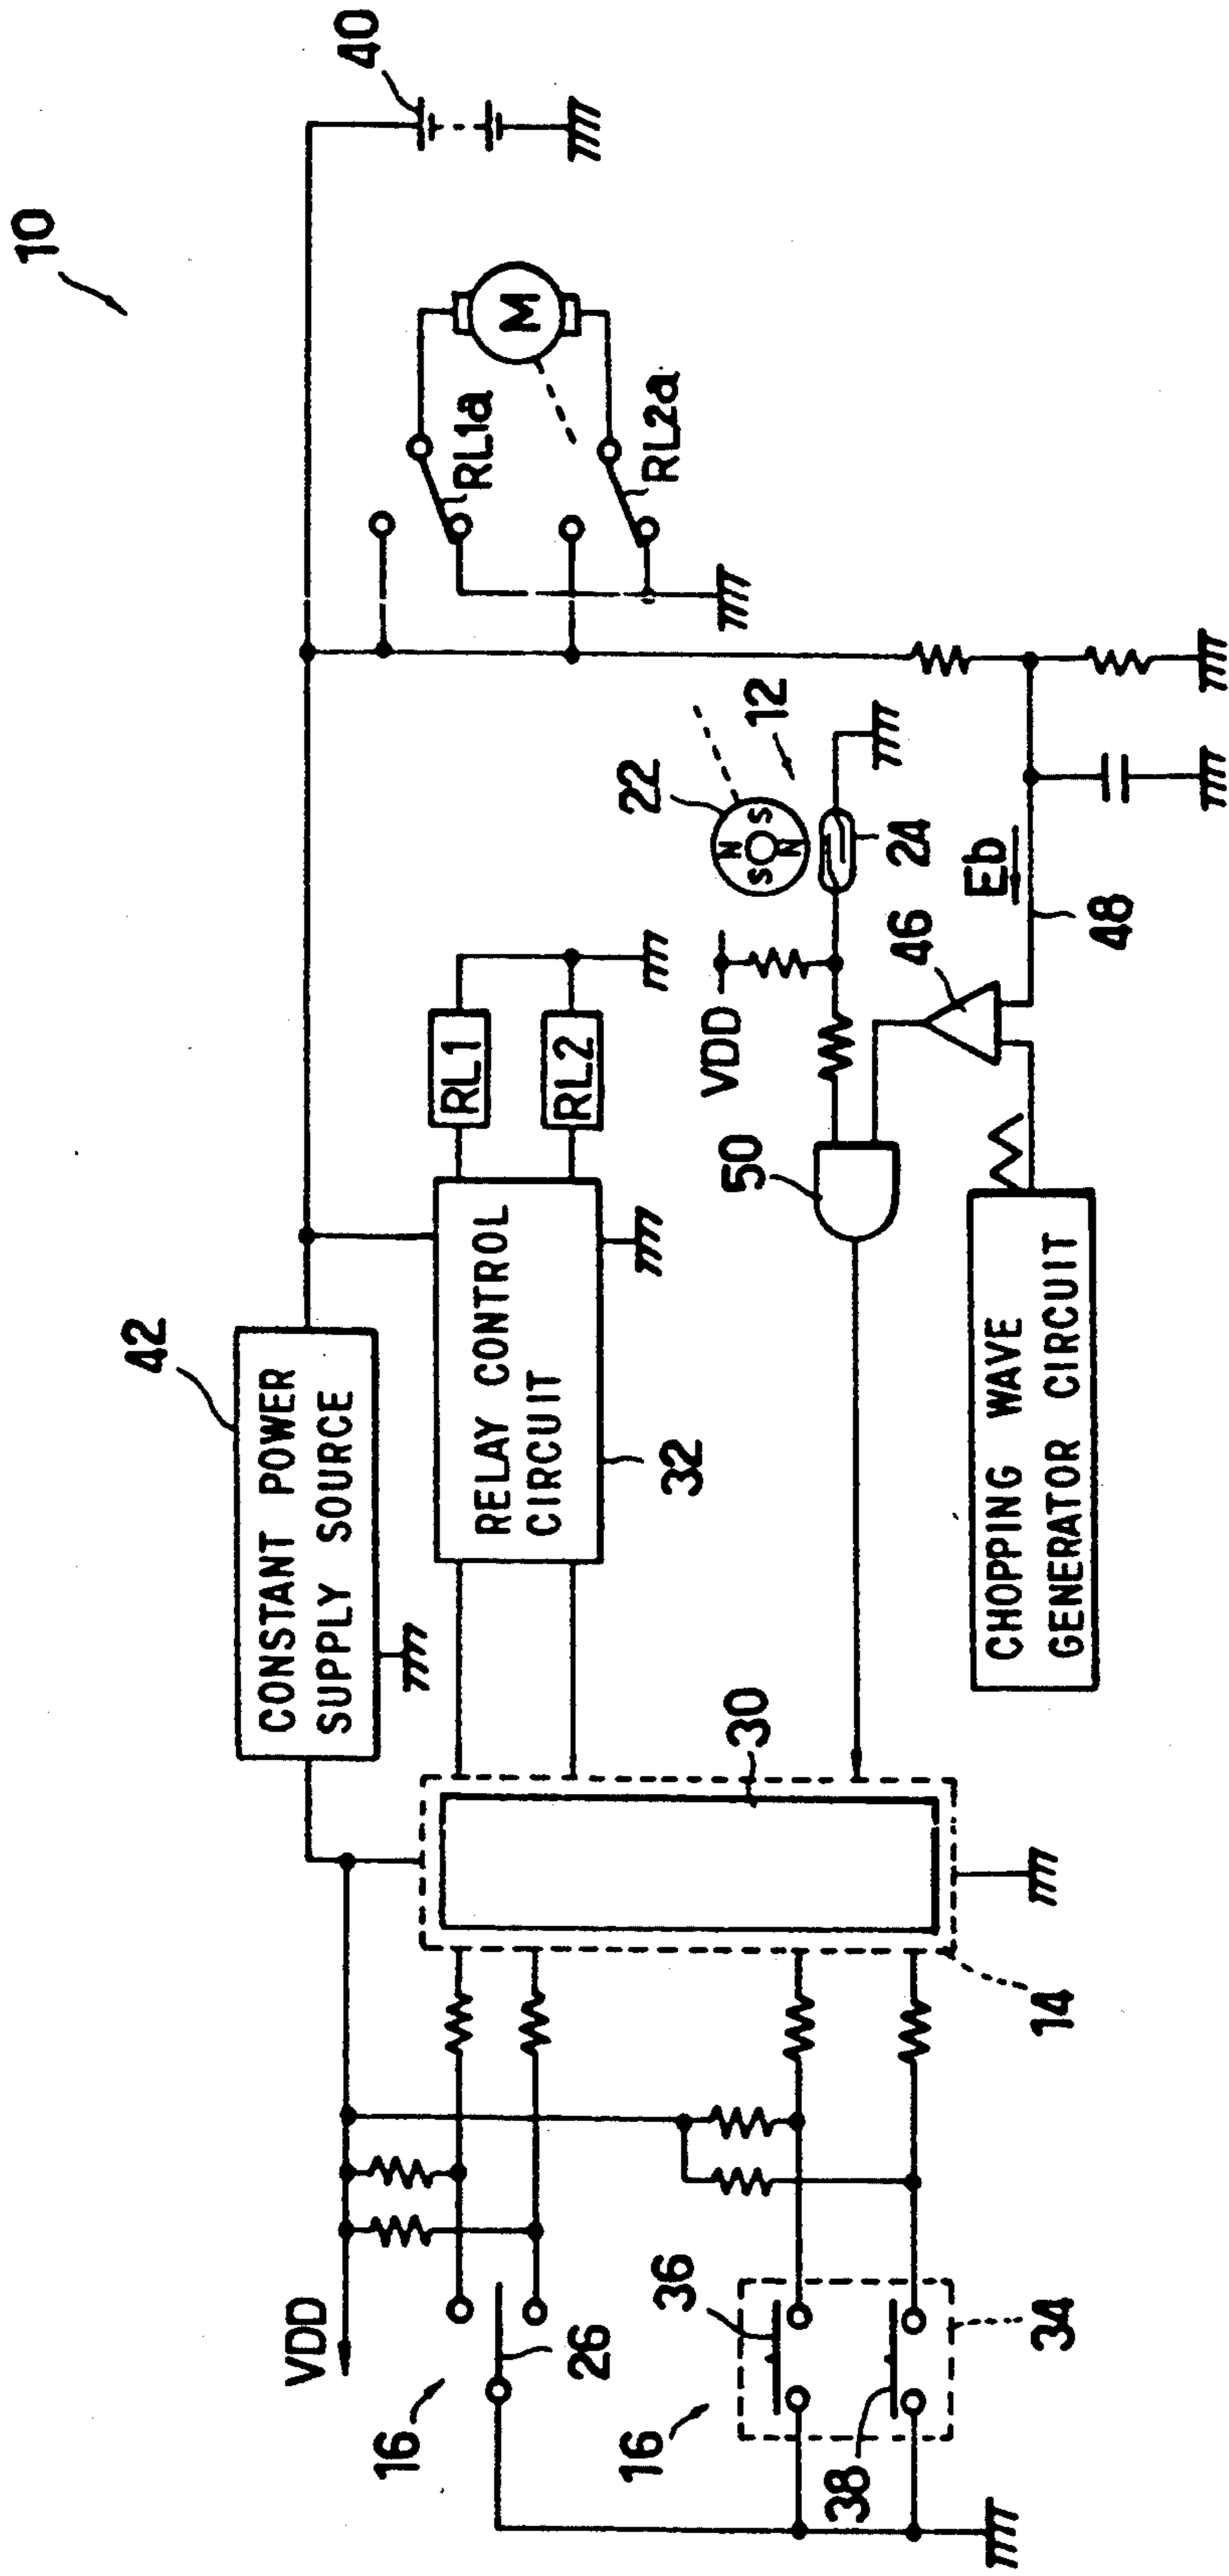 10
40
42
CONSTANT POWER
SUPPLY SOURCE
RL1a
M
RL2a
RL1
RL2
RELAY CONTROL
CIRCUIT
32
VDD
22
N
S
N
S
12
24
VDD
50
46
Eb
48
30
CHOPPING WAVE
GENERATOR CIRCUIT
14
16
26
16
36
38
34